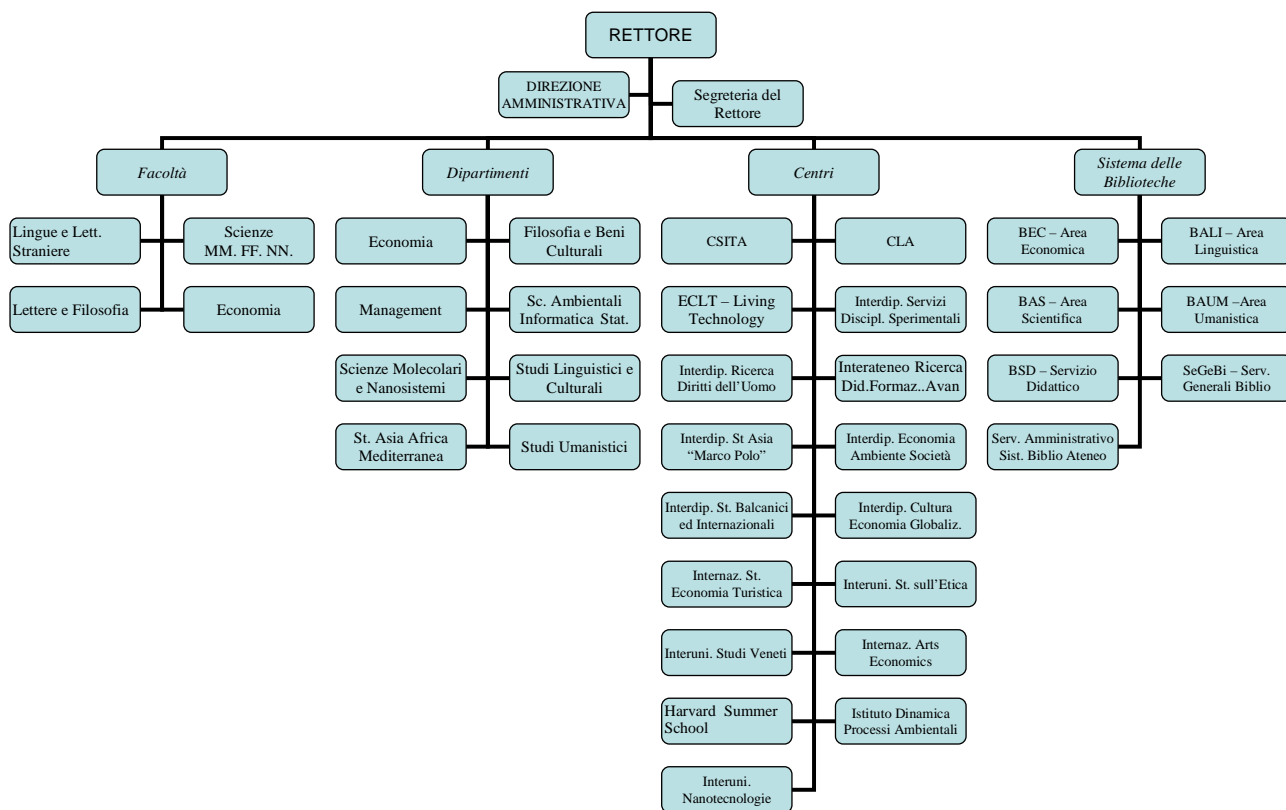 RETTORE
DIREZIONE
AMMINISTRATIVA
Segreteria del
Rettore
Facoltà
Dipartimenti
Centri
Sistema delle
Biblioteche
Lingue e Lett.
Straniere
Scienze
MM. FF. NN.
Lettere e Filosofia
Economia
Economia
Filosofia e Beni
Culturali
Management
Sc. Ambientali
Informatica Stat.
Scienze Molecolari
e Nanosistemi
Studi Linguistici e
Culturali
St. Asia Africa
Mediterranea
Studi Umanistici
CSITA
CLA
ECLT – Living
Technology
Interdip. Servizi
Discipl. Sperimentali
Interdip. Ricerca
Diritti dell’Uomo
Interateneo Ricerca
Did.Formaz..Avan
Interdip. St Asia
“Marco Polo”
Interdip. Economia
Ambiente Società
Interdip. St. Balcanici
ed Internazionali
Interdip. Cultura
Economia Globaliz.
Internaz. St.
Economia Turistica
Interuni. St. sull’Etica
Interuni. Studi Veneti
Internaz. Arts
Economics
Harvard Summer
School
Istituto Dinamica
Processi Ambientali
Interuni.
Nanotecnologie
BEC – Area
Economica
BALI – Area
Linguistica
BAS – Area
Scientifica
BAUM –Area
Umanistica
BSD – Servizio
Didattico
SeGeBi – Serv.
Generali Biblio
Serv. Amministrativo
Sist. Biblio Ateneo